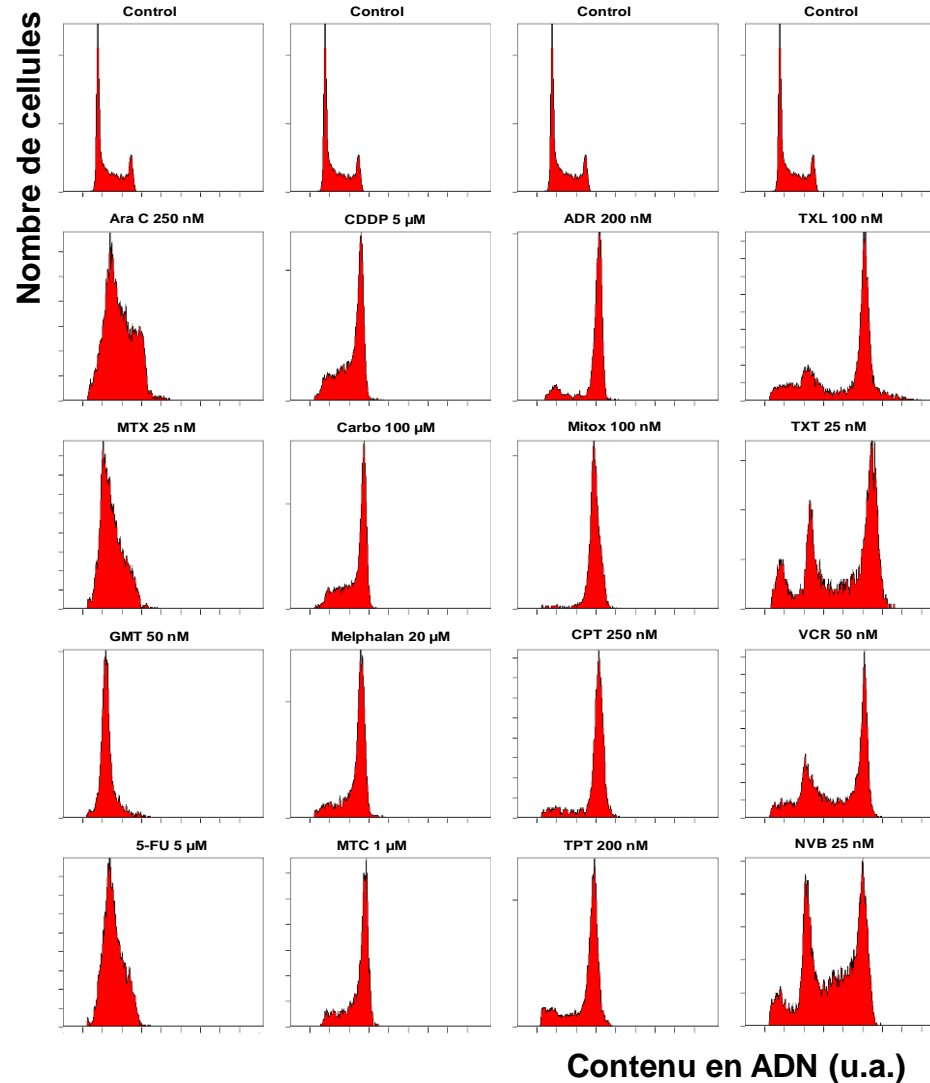 Nombre de cellules
Control Control Control Control
Ara C 250 nM CDDP 5 µM ADR 200 nM TXL 100 nM
MTX 25 nM Carbo 100 µM Mitox 100 nM TXT 25 nM
GMT 50 nM Melphalan 20 µM CPT 250 nM VCR 50 nM
5-FU 5 µM MTC 1 µM TPT 200 nM NVB 25 nM
Contenu en ADN (u.a.)